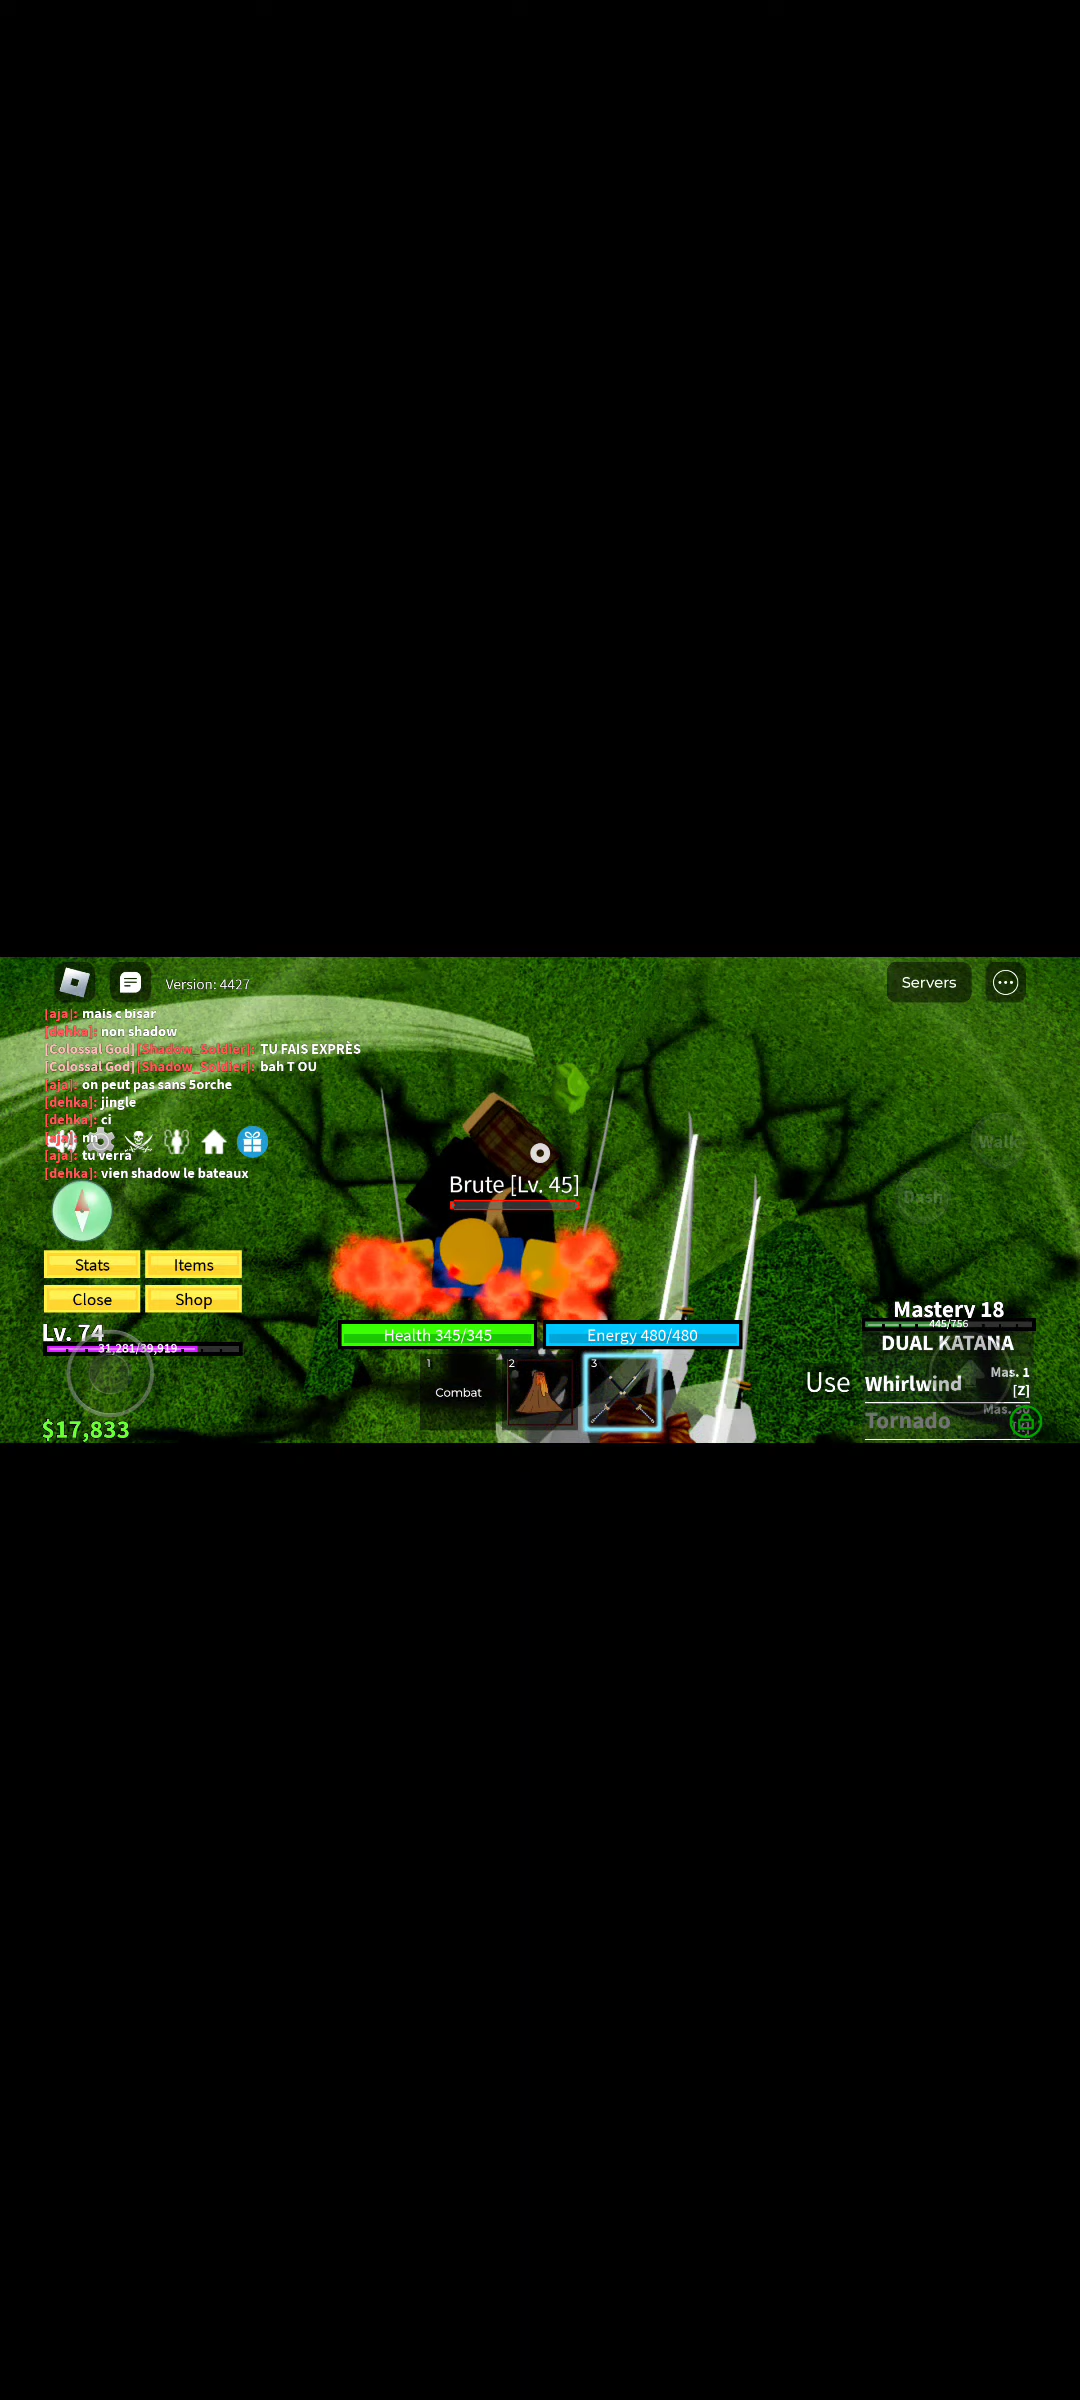 Version: 4427
Servers
[aja]: mais c bisar
[dehka]: non shadow
[Colossal God][Shadow_Soldier]: TU FAIS EXPRÈS
[Colossal God][Shadow_Soldier]: bah T OU
[aja]: on peut pas sans 5orche
[dehka]: jingle
[dehka]: ci
[aja]: nn
[aja]: tu verra
[dehka]: vien shadow le bateaux
Walk
Dash
Brute [Lv. 45]
Stats
Items
Close
Shop
Lv. 74
31,281/39,919
$17,833
Health 345/345
Energy 480/480
1
Combat
2
3
Mastery 18
445/756
DUAL KATANA
Use
Whirlwind
Mas. 1
[Z]
Tornado
Mas.